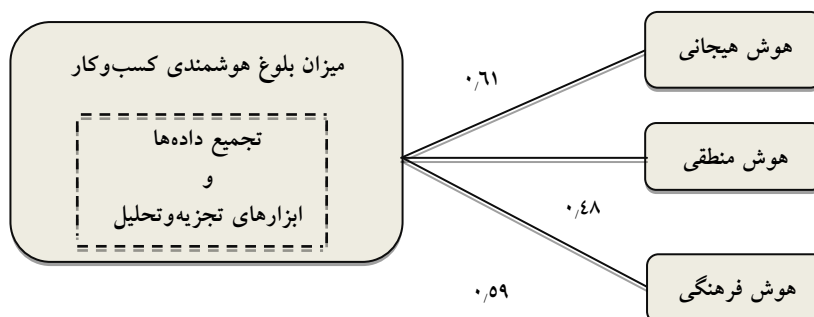 هوش هیجانی
میزان بلوغ هوشمندی کسب‌وکار
۰٫۶۱
تجمیع داده‌ها
و
ابزارهای تجزیه‌وتحلیل
هوش منطقی
۰٫۴۸
هوش فرهنگی
۰٫۵۹